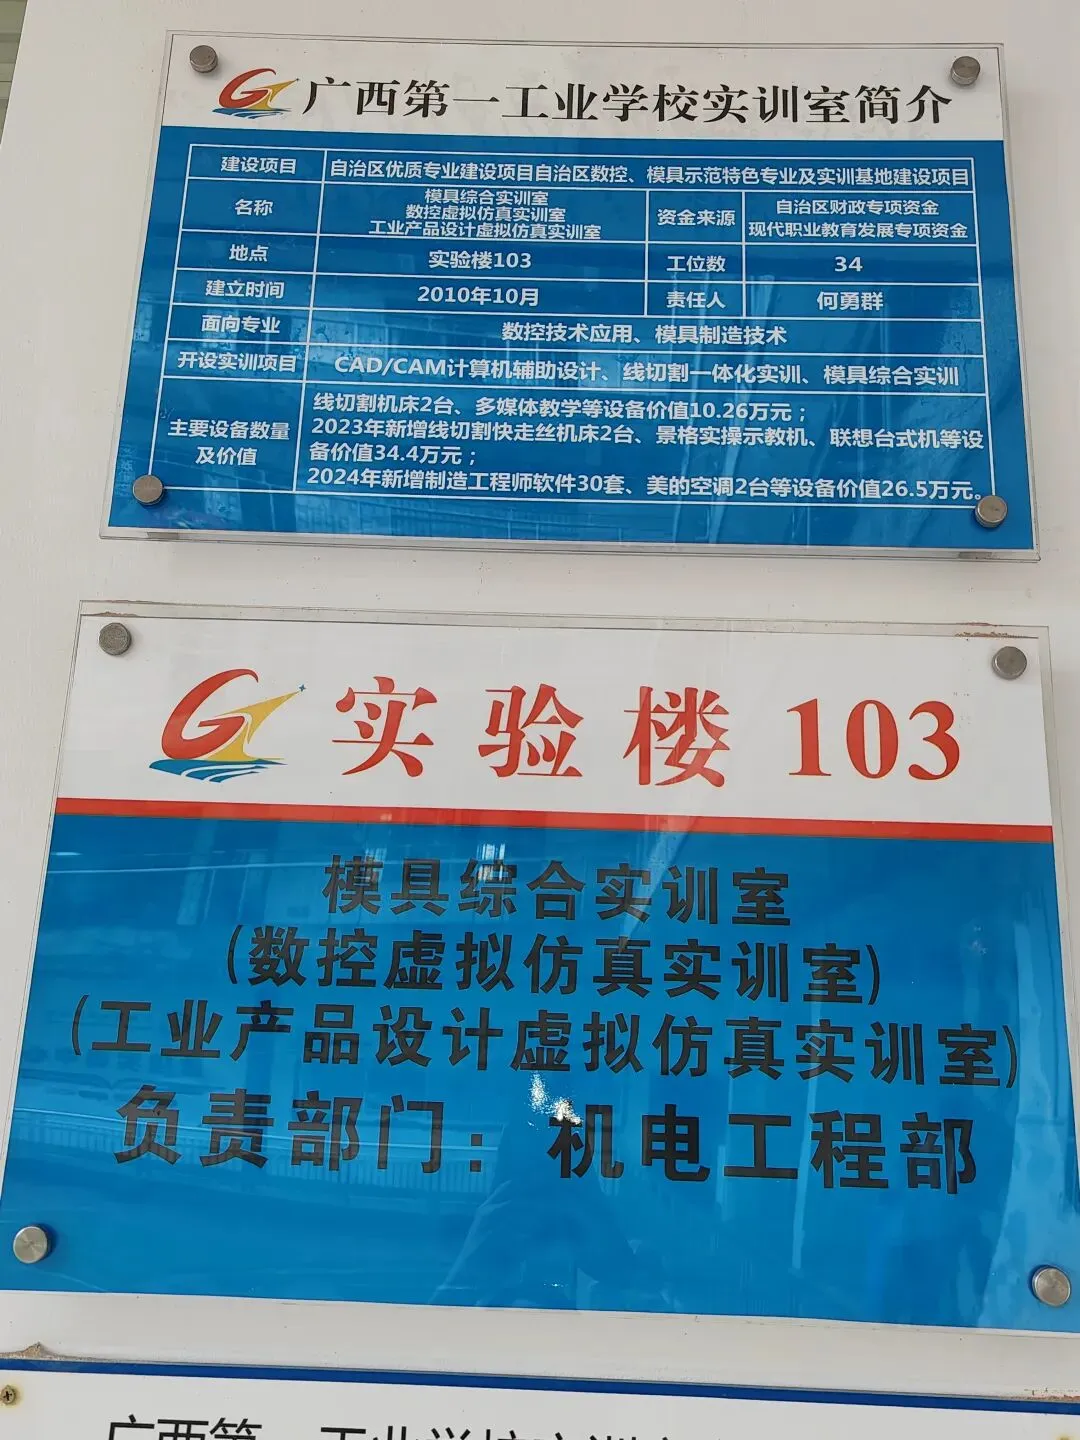 广西第一工业学校实训室简介
建设项目 自治区优质专业建设项目自治区数控、模具示范特色专业及实训基地建设项目
名称 模具综合实训室
数控虚拟仿真实训室
工业产品设计虚拟仿真实训室
资金来源 自治区财政专项资金
现代职业教育发展专项资金
地点 实验楼103 工位数 34
建立时间 2010年10月 责任人 何勇群
面向专业 数控技术应用、模具制造技术
开设实训项目 CAD/CAM计算机辅助设计、线切割一体化实训、模具综合实训
主要设备数量
及价值
线切割机床2台、多媒体教学等设备价值10.26万元；
2023年新增线切割快走丝机床2台、景格实操示教机、联想台式机等设
备价值34.4万元；
2024年新增制造工程师软件30套、美的空调2台等设备价值26.5万元。
实验楼 103
模具综合实训室
(数控虚拟仿真实训室)
(工业产品设计虚拟仿真实训室)
负责部门：机电工程部
广西第一工业学校实训